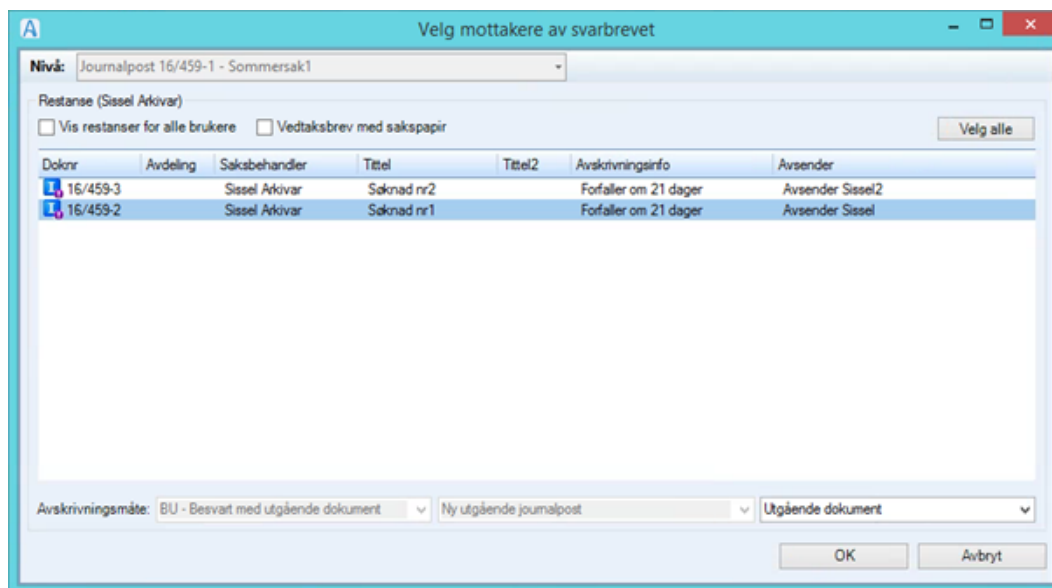 A
Velg mottakere av svarbrevet
Nivå: Journalpost 16/459-1 - Sommersak1
Restanse (Sissel Arkivar)
Vis restanser for alle brukere Vedtaksbrev med sakspapir Velg alle
Doknr Avdeling Saksbehandler Tittel Tittel2 Avskrivningsinfo Avsender
I 16/459-3 Sissel Arkivar Søknad nr2 Forfaller om 21 dager Avsender Sissel2
I 16/459-2 Sissel Arkivar Søknad nr1 Forfaller om 21 dager Avsender Sissel
Avskrivningsmåte: BU - Besvart med utgående dokument Ny utgående journalpost Utgående dokument
OK Avbryt